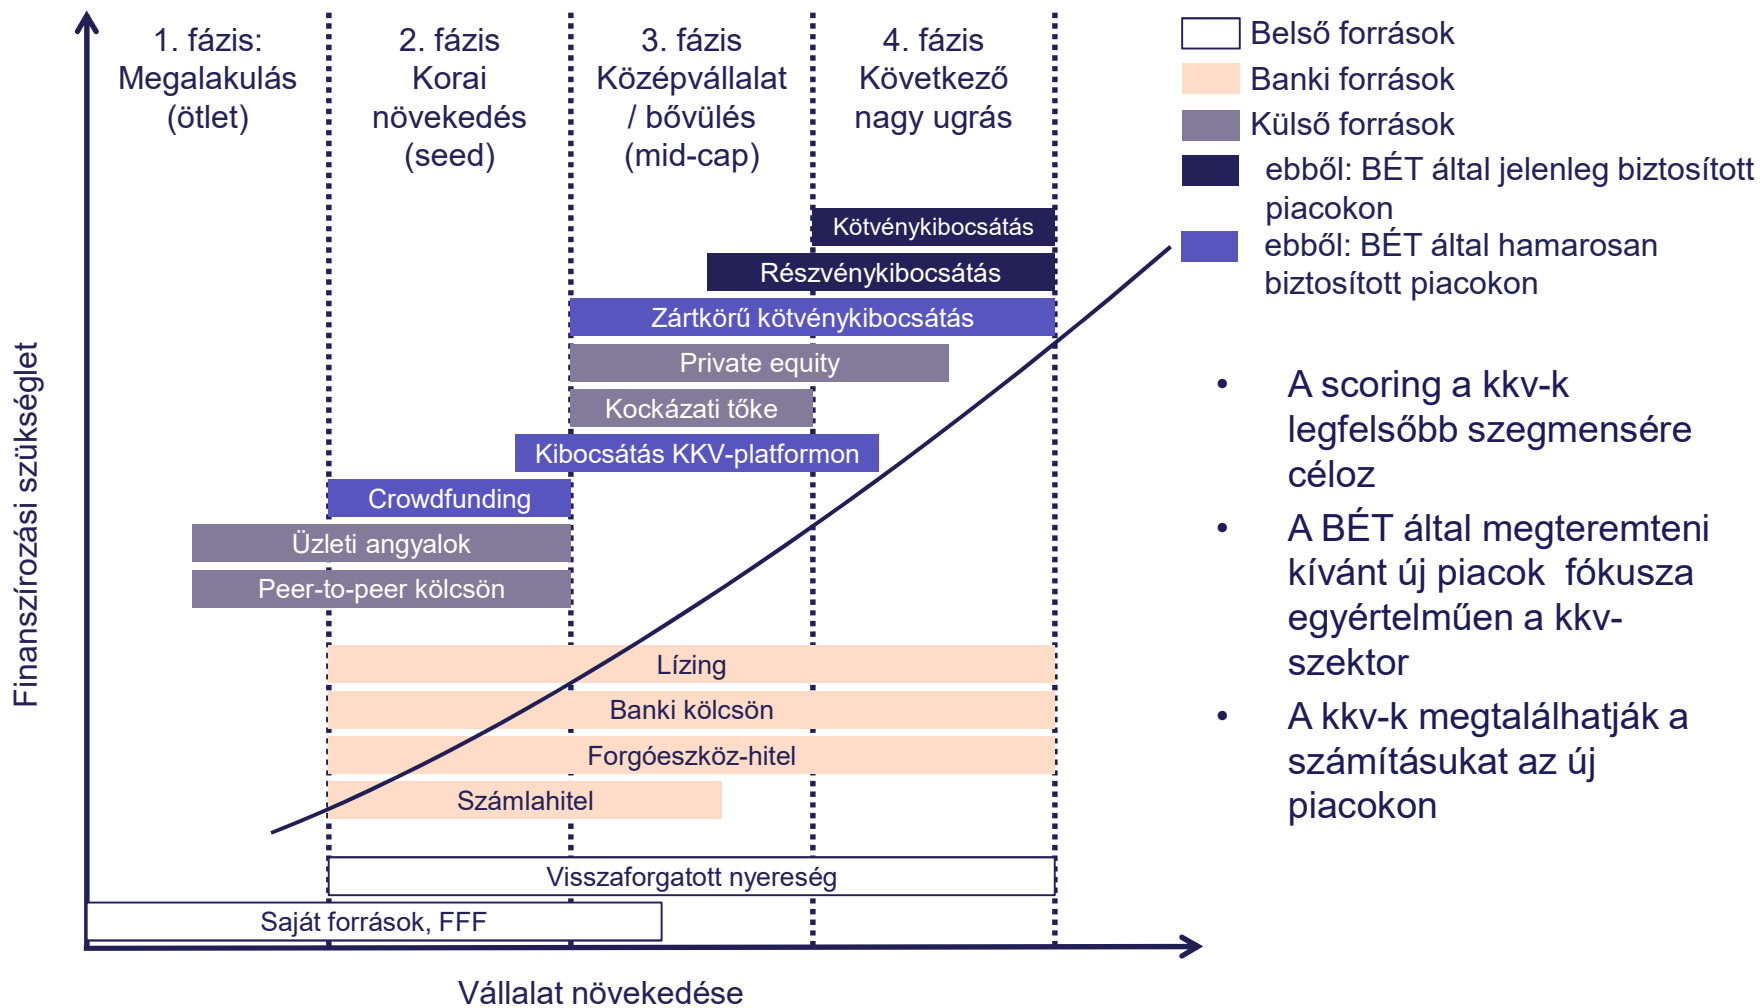 1. fázis:
Megalakulás
(ötlet)
2. fázis
Korai
növekedés
(seed)
3. fázis
Középvállalat
/ bővülés
(mid-cap)
4. fázis
Következő
nagy ugrás
Belső források
Banki források
Külső források
ebből: BÉT által jelenleg biztosított
piacokon
ebből: BÉT által hamarosan
biztosított piacokon
Kötvénykibocsátás
Részvénykibocsátás
Zártkörű kötvénykibocsátás
Private equity
Kockázati tőke
Kibocsátás KKV-platformon
Crowdfunding
Üzleti angyalok
Peer-to-peer kölcsön
Lízing
Banki kölcsön
Forgóeszköz-hitel
Számlahitel
Visszaforgatott nyereség
Saját források, FFF
Finanszírozási szükséglet
Vállalat növekedése
• A scoring a kkv-k
legfelsőbb szegmensére
céloz
• A BÉT által megteremteni
kívánt új piacok fókusza
egyértelműen a kkv-
szektor
• A kkv-k megtalálhatják a
számításukat az új
piacokon